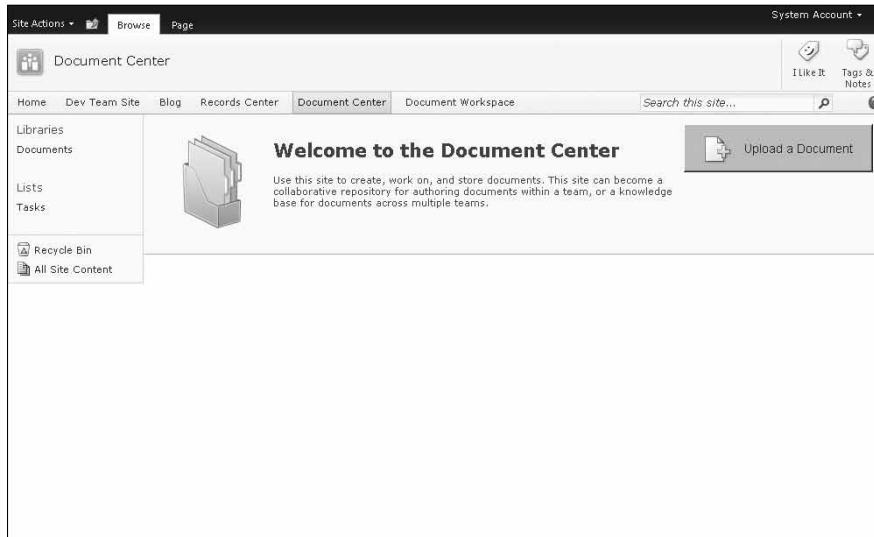 Site Actions
Browse
Page
System Account
Document Center
I Like It
Tags &
Notes
Home
Dev Team Site
Blog
Records Center
Document Center
Document Workspace
Search this site...
Libraries
Documents
Lists
Tasks
Recycle Bin
All Site Content
Welcome to the Document Center
Use this site to create, work on, and store documents. This site can become a
collaborative repository for authoring documents within a team, or a knowledge
base for documents across multiple teams.
Upload a Document